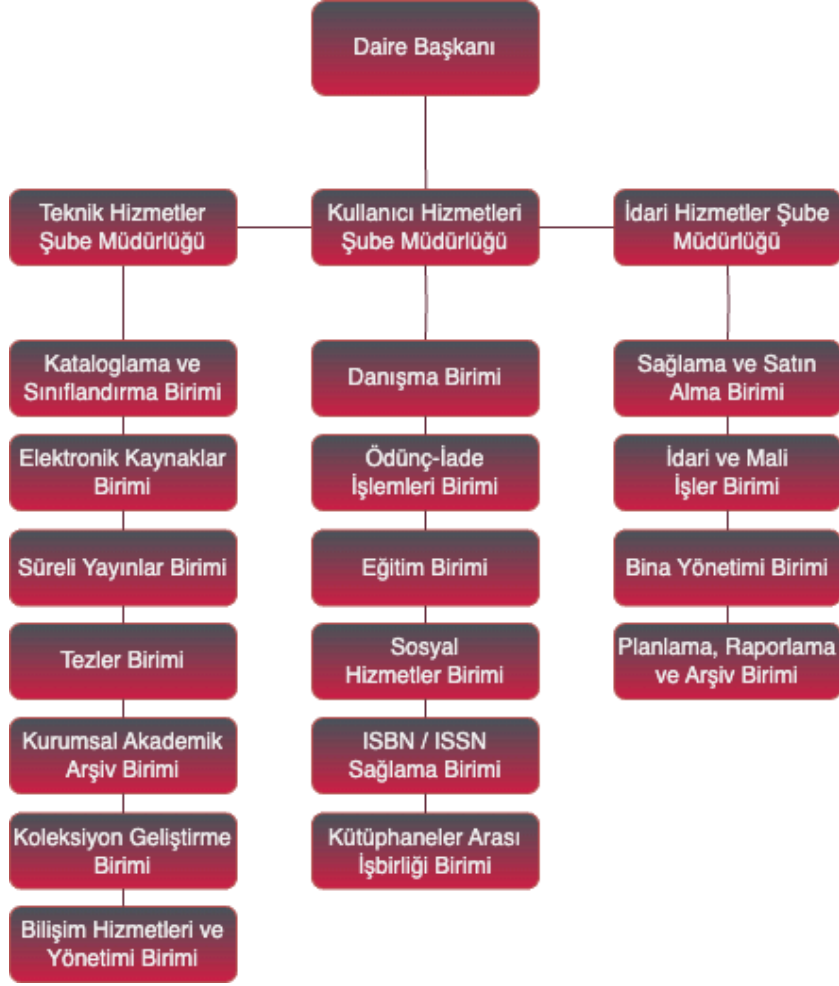 Daire Başkanı
Teknik Hizmetler
Şube Müdürlüğü
Kullanıcı Hizmetleri
Şube Müdürlüğü
İdari Hizmetler Şube
Müdürlüğü
Kataloglama ve
Sınıflandırma Birimi
Elektronik Kaynaklar
Birimi
Süreli Yayınlar Birimi
Tezler Birimi
Kurumsal Akademik
Arşiv Birimi
Koleksiyon Geliştirme
Birimi
Bilişim Hizmetleri ve
Yönetimi Birimi
Danışma Birimi
Ödünç-İade
İşlemleri Birimi
Eğitim Birimi
Sosyal
Hizmetler Birimi
ISBN / ISSN
Sağlama Birimi
Kütüphaneler Arası
İşbirliği Birimi
Sağlama ve Satın
Alma Birimi
İdari ve Mali
İşler Birimi
Bina Yönetimi Birimi
Planlama, Raporlama
ve Arşiv Birimi